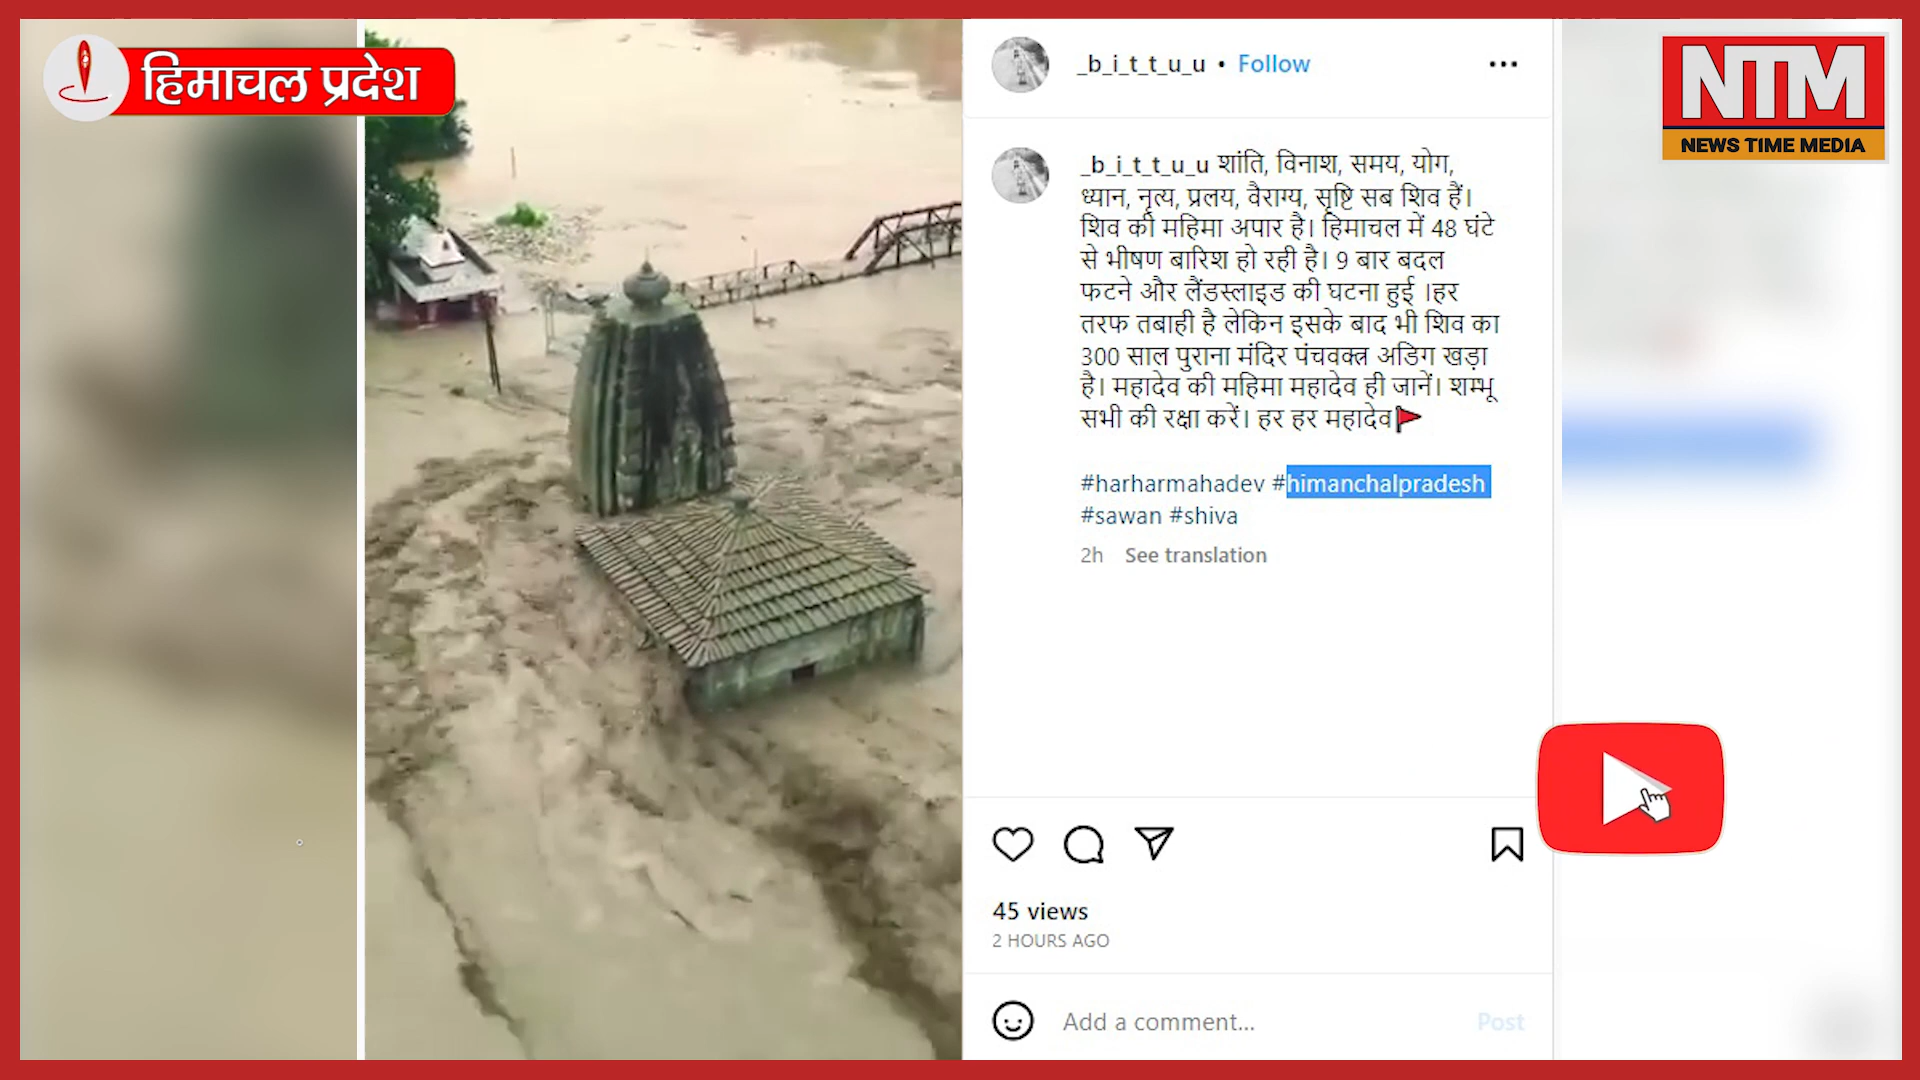 हिमाचल प्रदेश
NTM
NEWS TIME MEDIA
_b_i_t_t_u_u • Follow
_b_i_t_t_u_u शांति, विनाश, समय, योग,
ध्यान, नृत्य, प्रलय, वैराग्य, सृष्टि सब शिव हैं।
शिव की महिमा अपार है। हिमाचल में 48 घंटे
से भीषण बारिश हो रही है। 9 बार बदल
फटने और लैंडस्लाइड की घटना हुई ।हर
तरफ तबाही है लेकिन इसके बाद भी शिव का
300 साल पुराना मंदिर पंचवक्त्र अडिग खड़ा
है। महादेव की महिमा महादेव ही जानें। शम्भू
सभी की रक्षा करें। हर हर महादेव🚩
#harharmahadev #himanchalpradesh
#sawan #shiva
2h See translation
45 views
2 HOURS AGO
Add a comment... Post